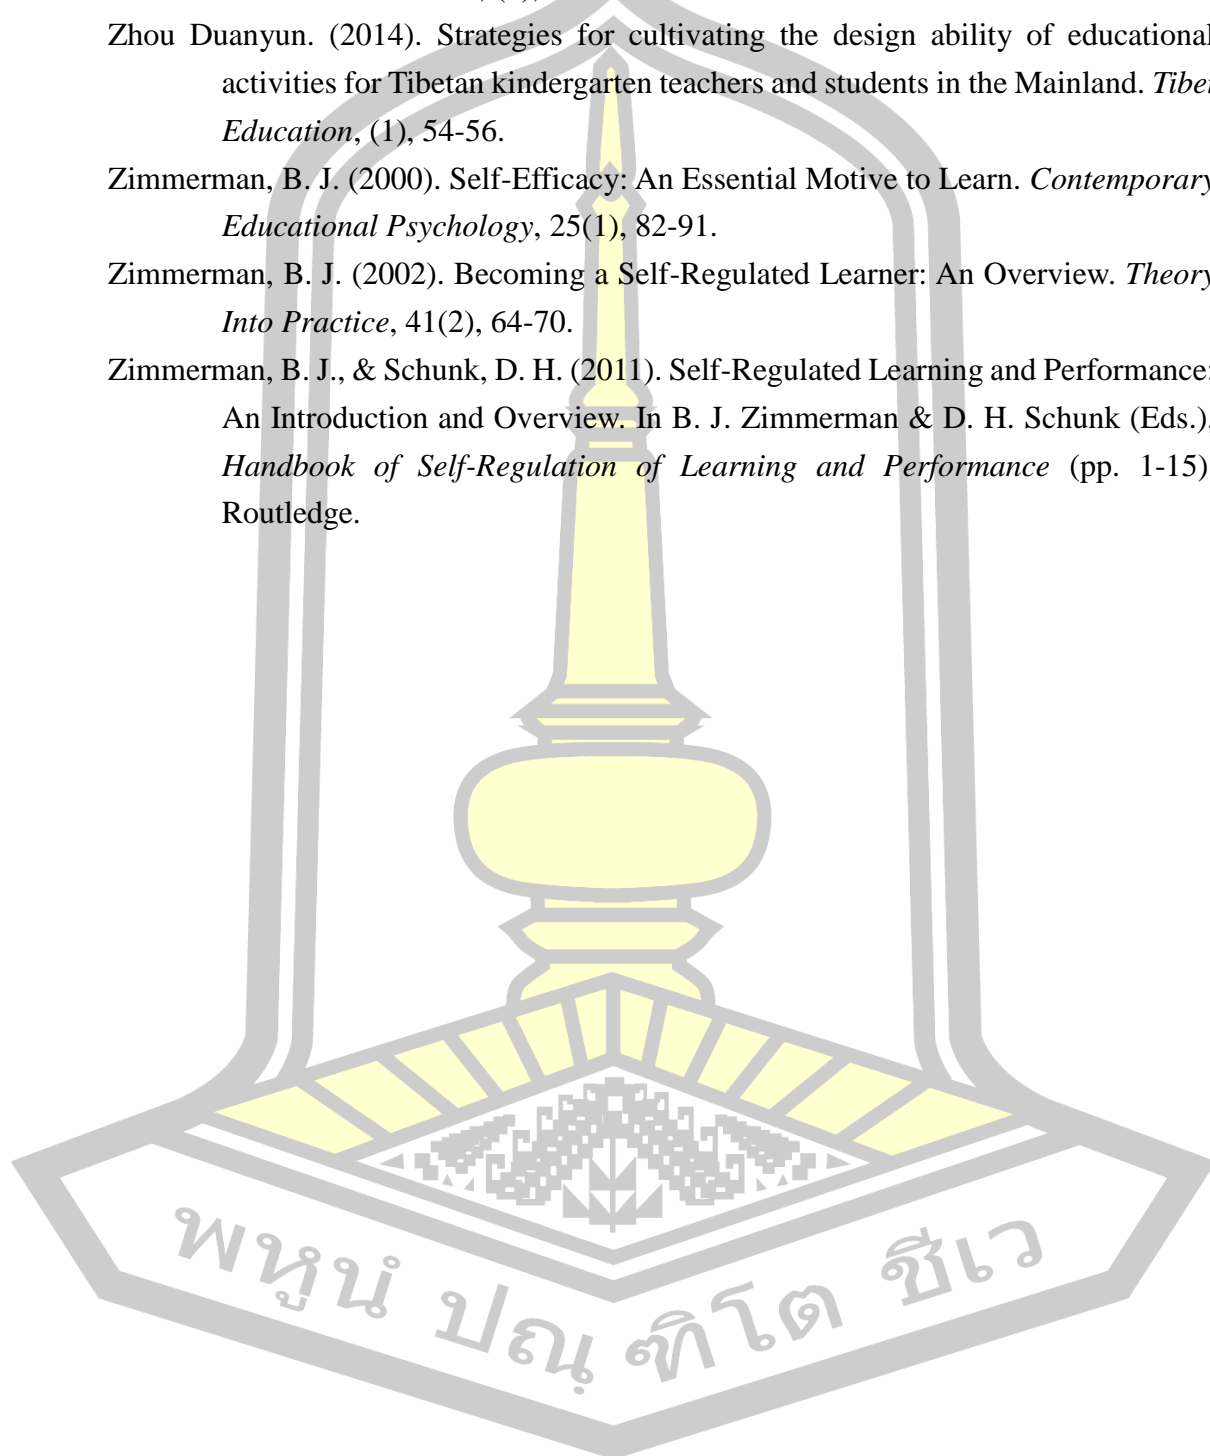 Zhou Duanyun. (2014). Strategies for cultivating the design ability of educational
activities for Tibetan kindergarten teachers and students in the Mainland. Tibet
Education, (1), 54-56.
Zimmerman, B. J. (2000). Self-Efficacy: An Essential Motive to Learn. Contemporary
Educational Psychology, 25(1), 82-91.
Zimmerman, B. J. (2002). Becoming a Self-Regulated Learner: An Overview. Theory
Into Practice, 41(2), 64-70.
Zimmerman, B. J., & Schunk, D. H. (2011). Self-Regulated Learning and Performance:
An Introduction and Overview. In B. J. Zimmerman & D. H. Schunk (Eds.),
Handbook of Self-Regulation of Learning and Performance (pp. 1-15)
Routledge.
พหูนํ ปณฺฑิโต ชีเว